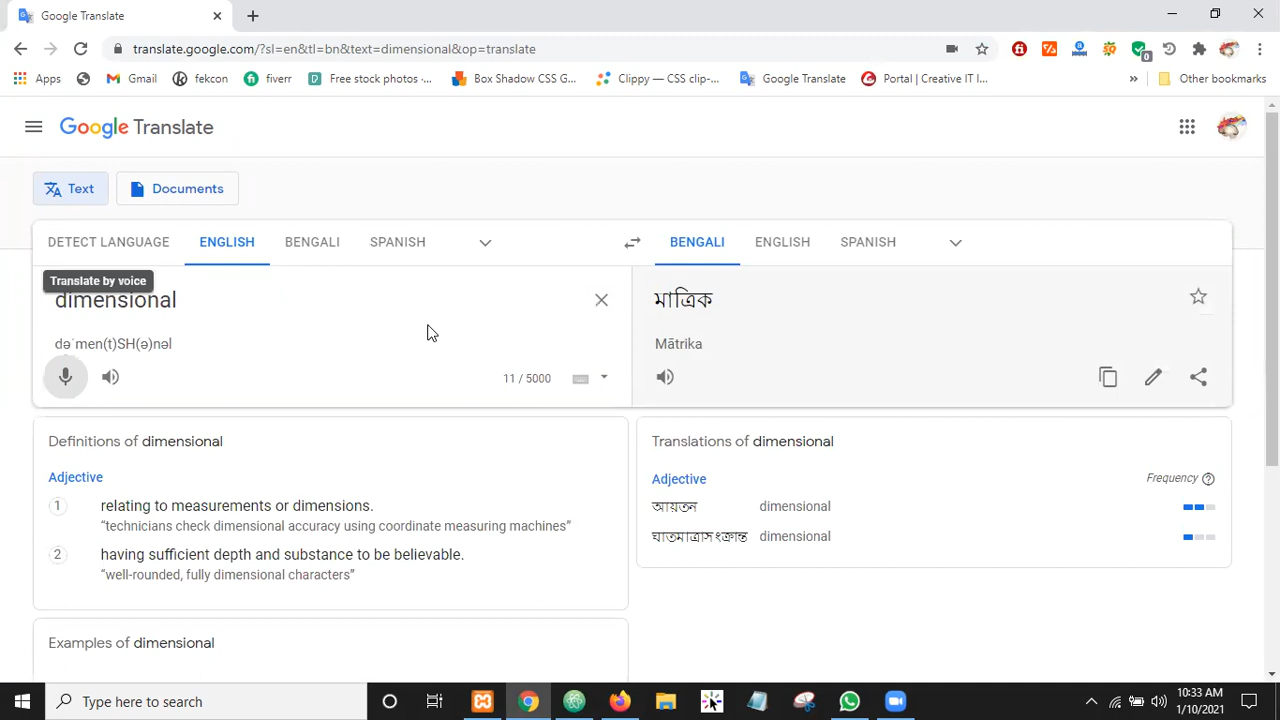 Google Translate
translate.google.com/?sl=en&tl=bn&text=dimensional&op=translate
0
Apps
Gmail
fekcon
fiverr
Free stock photos -...
Box Shadow CSS G...
Clippy — CSS clip-...
Google Translate
Portal | Creative IT I...
»
Other bookmarks
Google Translate
Text
Documents
DETECT LANGUAGE
ENGLISH
BENGALI
SPANISH
BENGALI
ENGLISH
SPANISH
Translate by voice
dimensional
dəˈmen(t)SH(ə)nəl
11 / 5000
মাত্রিক
Mātrika
Definitions of dimensional
Adjective
1
relating to measurements or dimensions.
“technicians check dimensional accuracy using coordinate measuring machines”
2
having sufficient depth and substance to be believable.
“well-rounded, fully dimensional characters”
Examples of dimensional
Translations of dimensional
Adjective
Frequency
আয়তন dimensional
ঘাতমাত্রাসংক্রান্ত dimensional
Type here to search
10:33 AM
1/10/2021